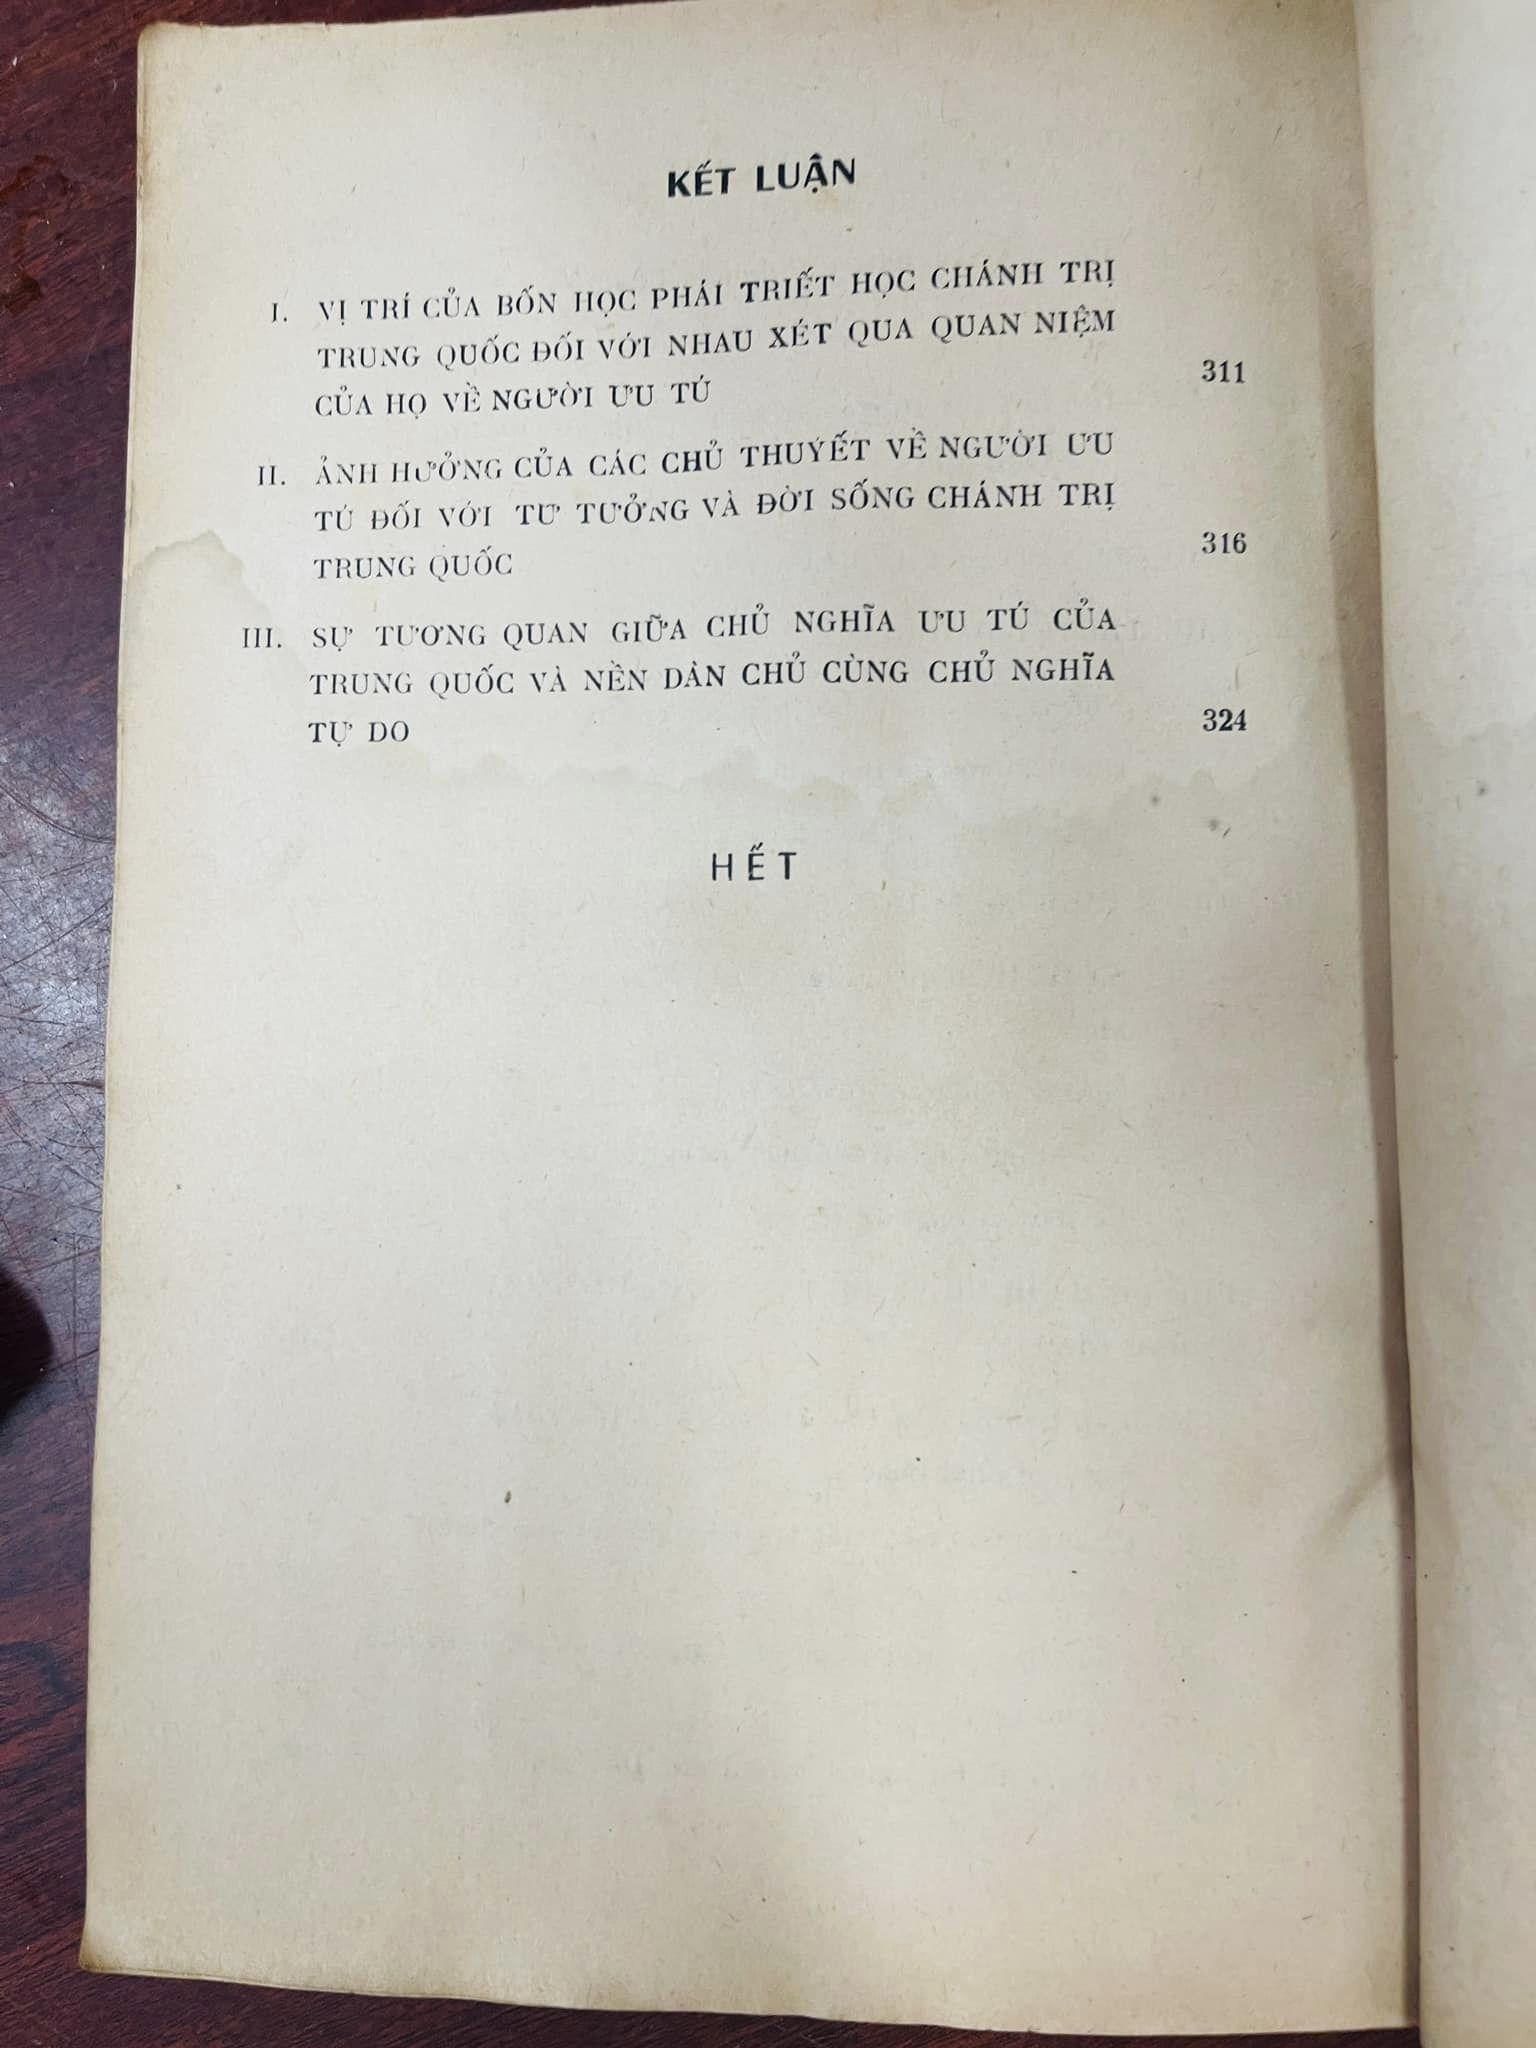 KẾT LUẬN
I. VỊ TRÍ CỦA BỐN HỌC PHÁI TRIẾT HỌC CHÁNH TRỊ
TRUNG QUỐC ĐỐI VỚI NHAU XÉT QUA QUAN NIỆM
CỦA HỌ VỀ NGƯỜI ƯU TÚ 311
II. ẢNH HƯỞNG CỦA CÁC CHỦ THUYẾT VỀ NGƯỜI ƯU
TÚ ĐỐI VỚI TƯ TƯỞNG VÀ ĐỜI SỐNG CHÁNH TRỊ
TRUNG QUỐC 316
III. SỰ TƯƠNG QUAN GIỮA CHỦ NGHĨA ƯU TÚ CỦA
TRUNG QUỐC VÀ NỀN DÂN CHỦ CÙNG CHỦ NGHĨA
TỰ DO 324
HẾT